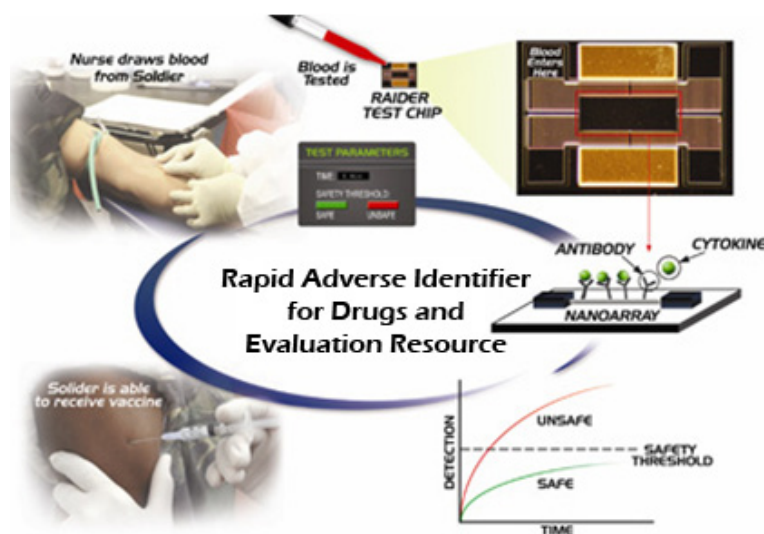 Nurse draws blood
from Soldier
Blood is
Tested
RAIDER
TEST CHIP
Blood
Enters
Here
TEST PARAMETERS
TIME:
SAFETY THRESHOLD:
SAFE
UNSAFE
ANTIBODY
CYTOKINE
NANOARRAY
Rapid Adverse Identifier
for Drugs and
Evaluation Resource
Solider is able
to receive vaccine
DETECTION
UNSAFE
SAFETY
THRESHOLD
SAFE
TIME